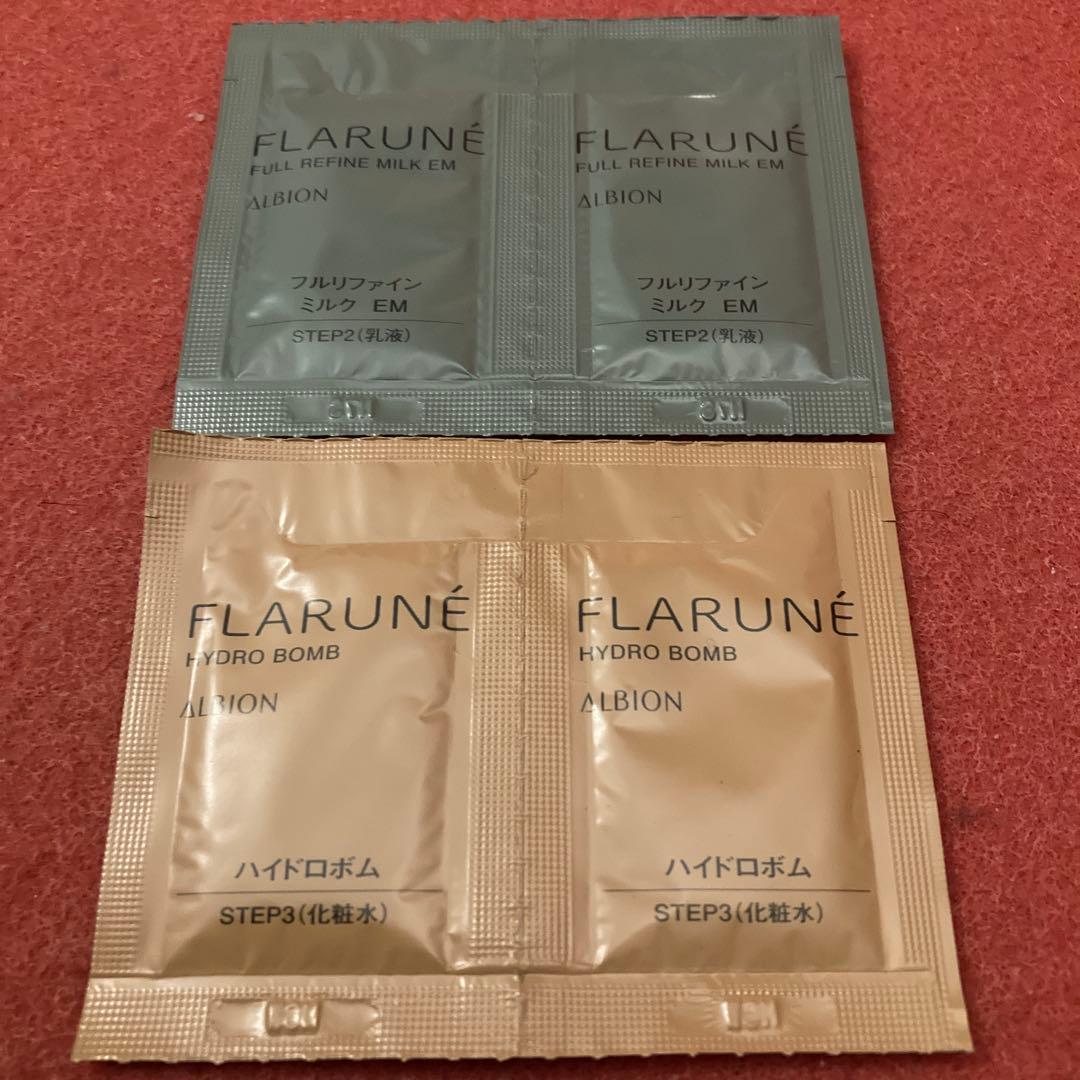 FLARUNÉ
FULL REFINE MILK EM
ALBION
フルリファイン
ミルク EM
STEP2(乳液)
FLARUNÉ
FULL REFINE MILK EM
ALBION
フルリファイン
ミルク EM
STEP2(乳液)
FLARUNÉ
HYDRO BOMB
ALBION
ハイドロボム
STEP3(化粧水)
FLARUNÉ
HYDRO BOMB
ALBION
ハイドロボム
STEP3(化粧水)